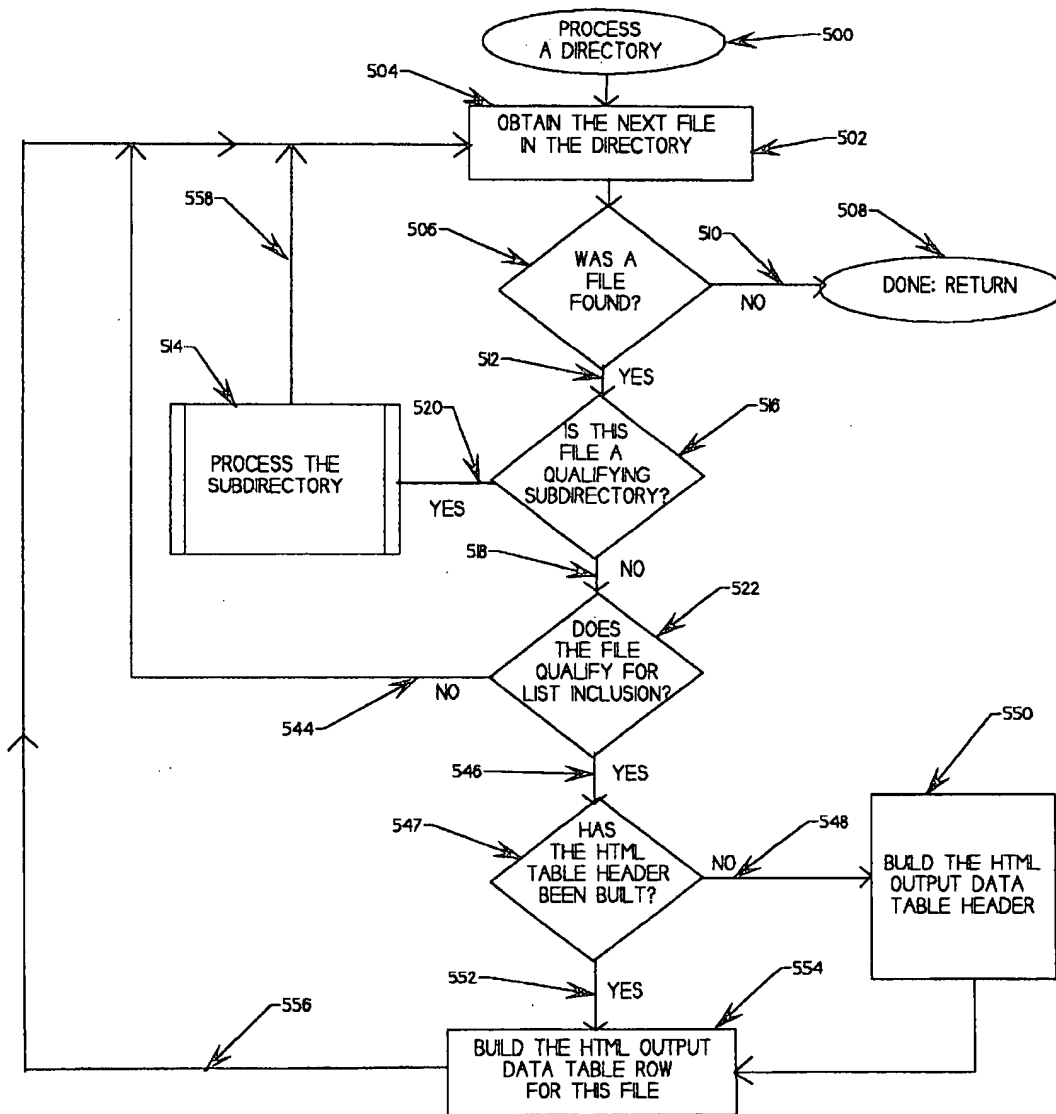 PROCESS
A DIRECTORY
500
504
OBTAIN THE NEXT FILE
IN THE DIRECTORY
502
558
506
WAS A
FILE
FOUND?
510
NO
508
DONE: RETURN
512
YES
514
PROCESS THE
SUBDIRECTORY
520
YES
IS THIS
FILE A
QUALIFYING
SUBDIRECTORY?
516
518
NO
522
DOES
THE FILE
QUALIFY FOR
LIST INCLUSION?
NO
544
546
YES
550
547
HAS
THE HTML
TABLE HEADER
BEEN BUILT?
NO
548
BUILD THE HTML
OUTPUT DATA
TABLE HEADER
552
YES
554
556
BUILD THE HTML OUTPUT
DATA TABLE ROW
FOR THIS FILE